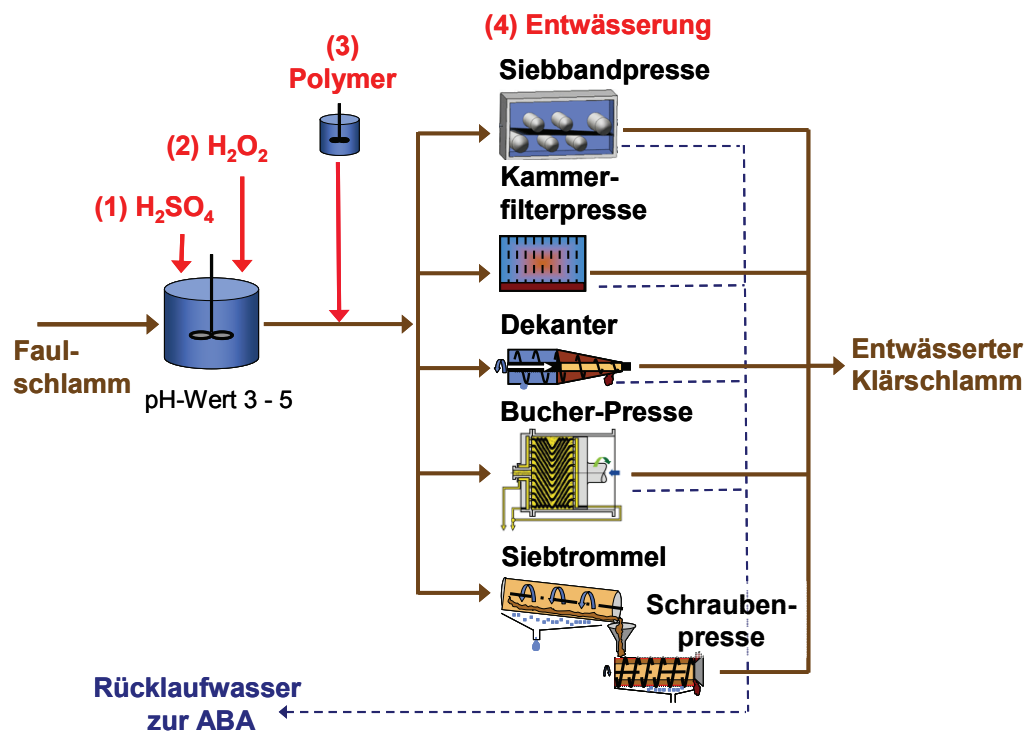 (4) Entwässerung
(3)
Polymer
Siebbandpresse
(2) H₂O₂
(1) H₂SO₄
Kammer-
filterpresse
Dekanter
Faul-
schlamm
pH-Wert 3 - 5
Entwässerter
Klärschlamm
Bucher-Presse
Siebtrommel
Schrauben-
presse
Rücklaufwasser
zur ABA